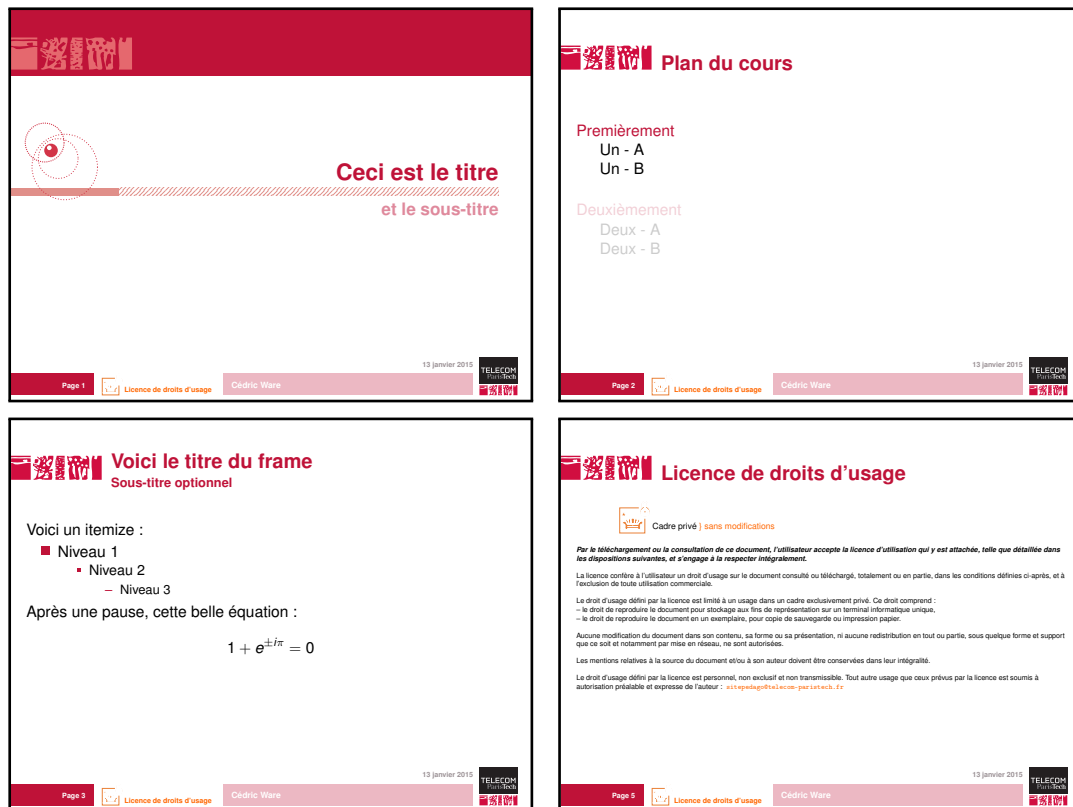 Ceci est le titre
et le sous-titre
13 janvier 2015
TELECOM
ParisTech
Page 1
Licence de droits d'usage
Cédric Ware
Plan du cours
Premièrement
Un - A
Un - B
Deuxièmement
Deux - A
Deux - B
13 janvier 2015
TELECOM
ParisTech
Page 2
Licence de droits d'usage
Cédric Ware
Voici le titre du frame
Sous-titre optionnel
Voici un itemize :
Niveau 1
Niveau 2
– Niveau 3
Après une pause, cette belle équation :
1 + e^{±iπ} = 0
13 janvier 2015
TELECOM
ParisTech
Page 3
Licence de droits d'usage
Cédric Ware
Licence de droits d'usage
Cadre privé } sans modifications
Par le téléchargement ou la consultation de ce document, l'utilisateur accepte la licence d'utilisation qui y est attachée, telle que détaillée dans
les dispositions suivantes, et s'engage à la respecter intégralement.
La licence confère à l'utilisateur un droit d'usage sur le document consulté ou téléchargé, totalement ou en partie, dans les conditions définies ci-après, et à
l'exclusion de toute utilisation commerciale.
Le droit d'usage défini par la licence est limité à un usage dans un cadre exclusivement privé. Ce droit comprend :
– le droit de reproduire le document pour stockage aux fins de représentation sur un terminal informatique unique,
– le droit de reproduire le document en un exemplaire, pour copie de sauvegarde ou impression papier.
Aucune modification du document dans son contenu, sa forme ou sa présentation, ni aucune redistribution en tout ou partie, sous quelque forme et support
que ce soit et notamment par mise en réseau, ne sont autorisées.
Les mentions relatives à la source du document et/ou à son auteur doivent être conservées dans leur intégralité.
Le droit d'usage défini par la licence est personnel, non exclusif et non transmissible. Tout autre usage que ceux prévus par la licence est soumis à
autorisation préalable et expresse de l'auteur : sitepedago@telecom-paristech.fr
13 janvier 2015
TELECOM
ParisTech
Page 5
Licence de droits d'usage
Cédric Ware